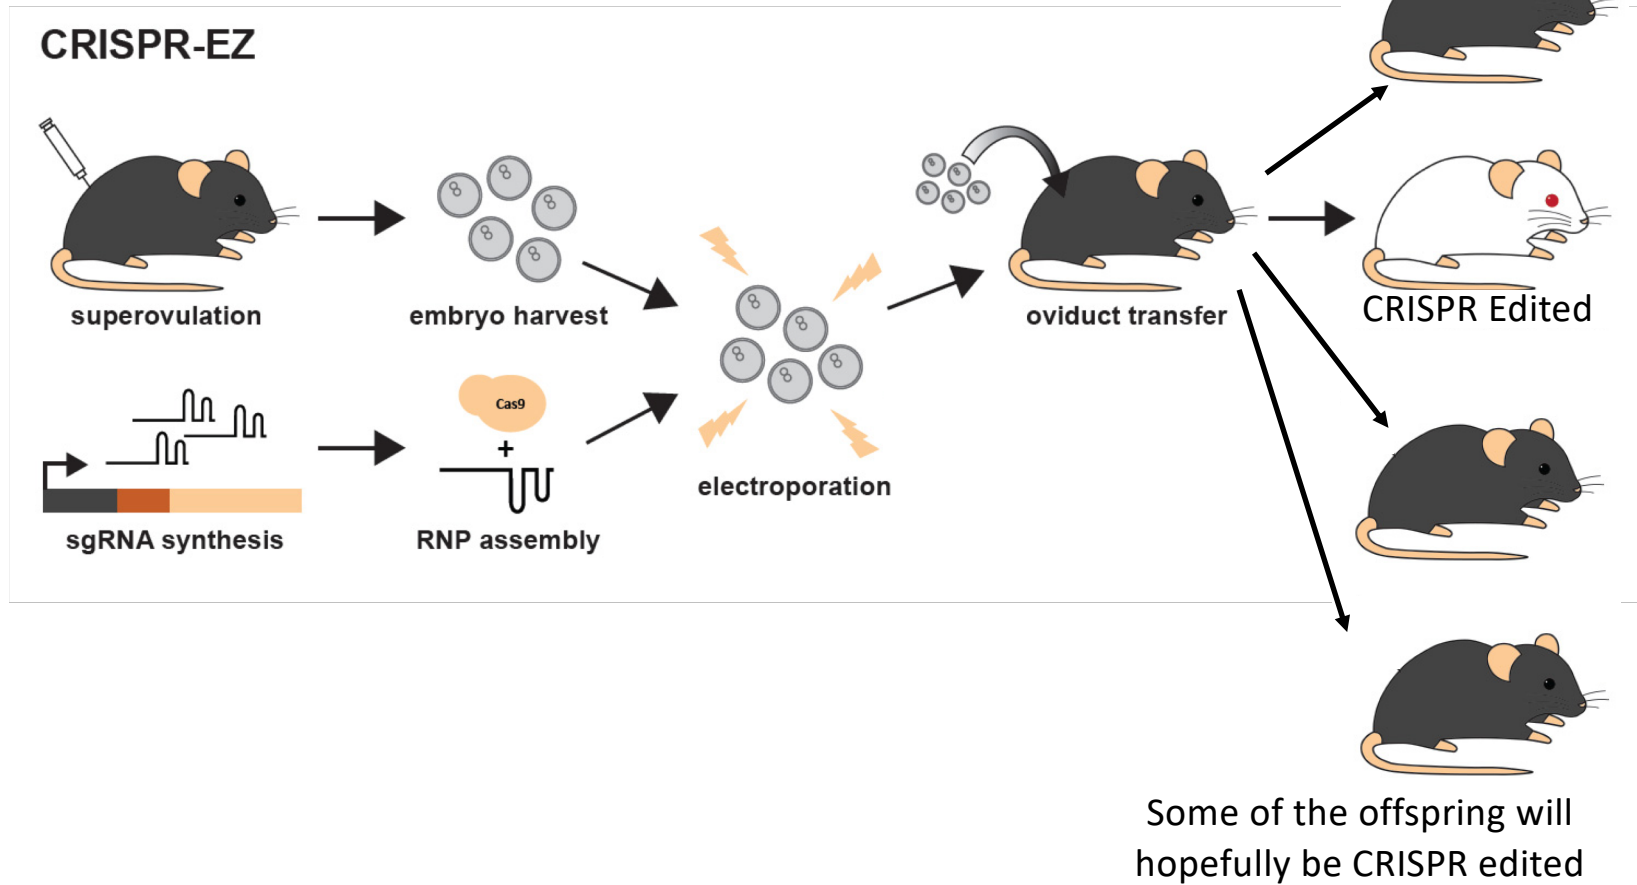 CRISPR-EZ
superovulation
embryo harvest
oviduct transfer
CRISPR Edited
Cas9
+
electroporation
sgRNA synthesis
RNP assembly
Some of the offspring will
hopefully be CRISPR edited